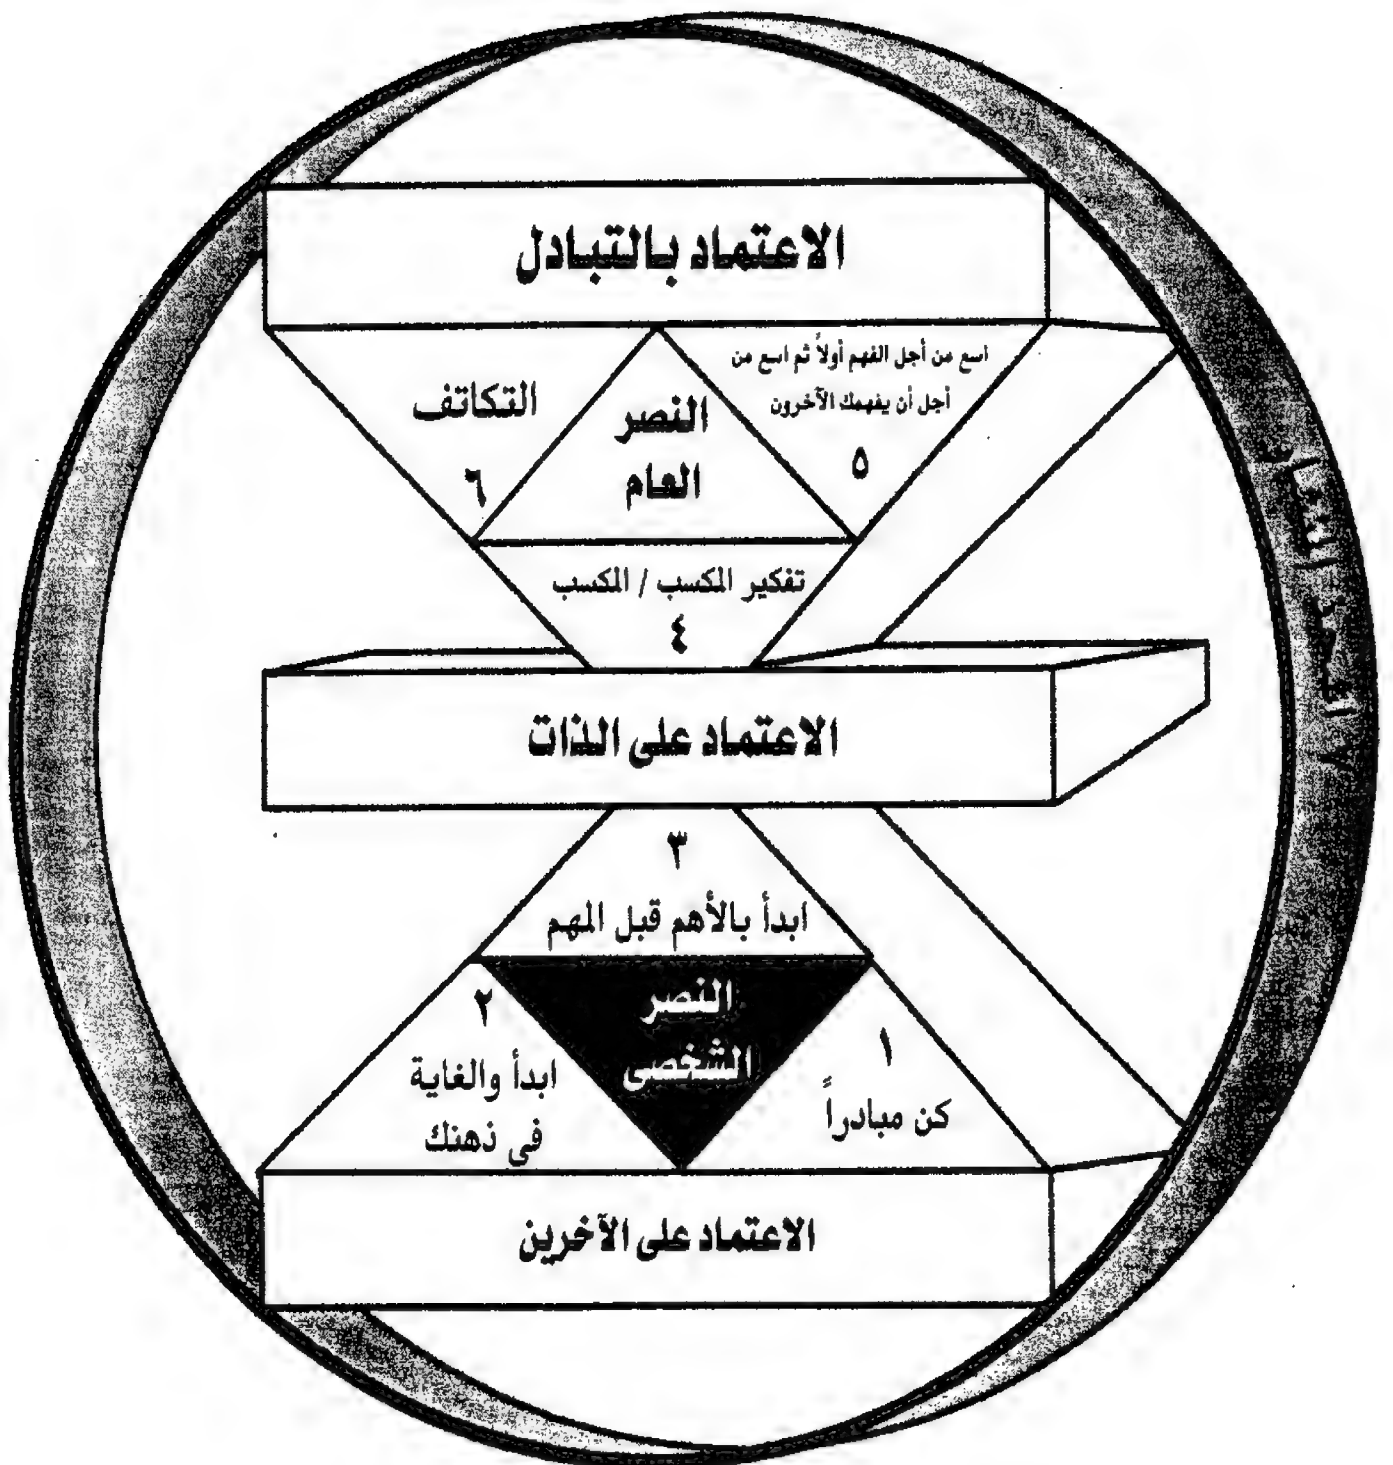 الاعتماد بالتبادل
اسع من أجل الفهم أولاً ثم اسع من
أجل أن يفهمك الآخرون
٥
النصر
العام
التكاتف
٦
تفكير المكسب / المكسب
٤
الاعتماد على الذات
٣
ابدأ بالأهم قبل المهم
النصر
الشخصى
١
كن مبادراً
٢
ابدأ والغاية
فى ذهنك
الاعتماد على الآخرين
٧